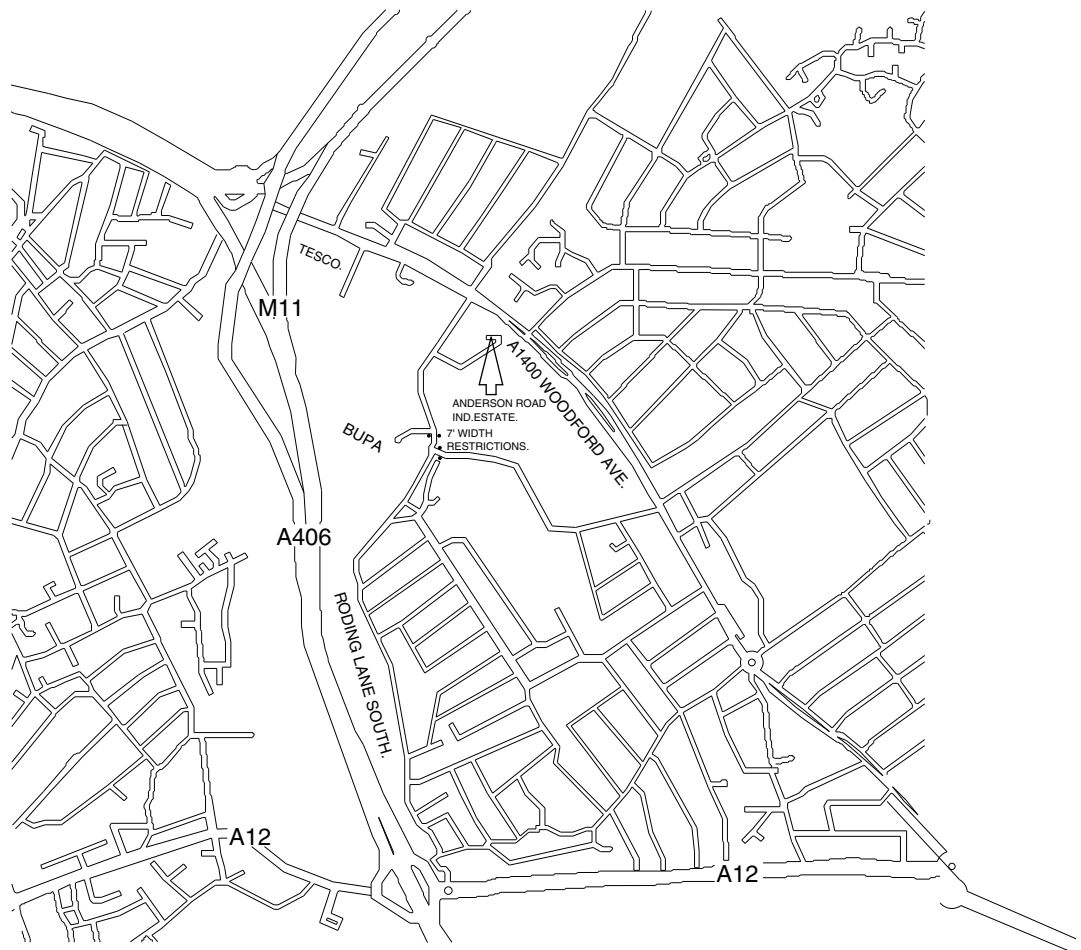 TESCO.
M11
A1400 WOODFORD AVE.
ANDERSON ROAD
IND.ESTATE.
BUPA
7' WIDTH
RESTRICTIONS.
A406
RODING LANE SOUTH.
A12
A12